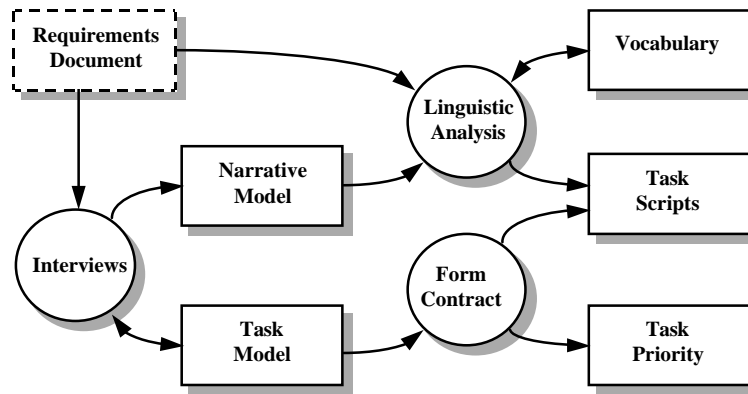 Requirements
Document
Vocabulary
Linguistic
Analysis
Narrative
Model
Task
Scripts
Interviews
Form
Contract
Task
Model
Task
Priority